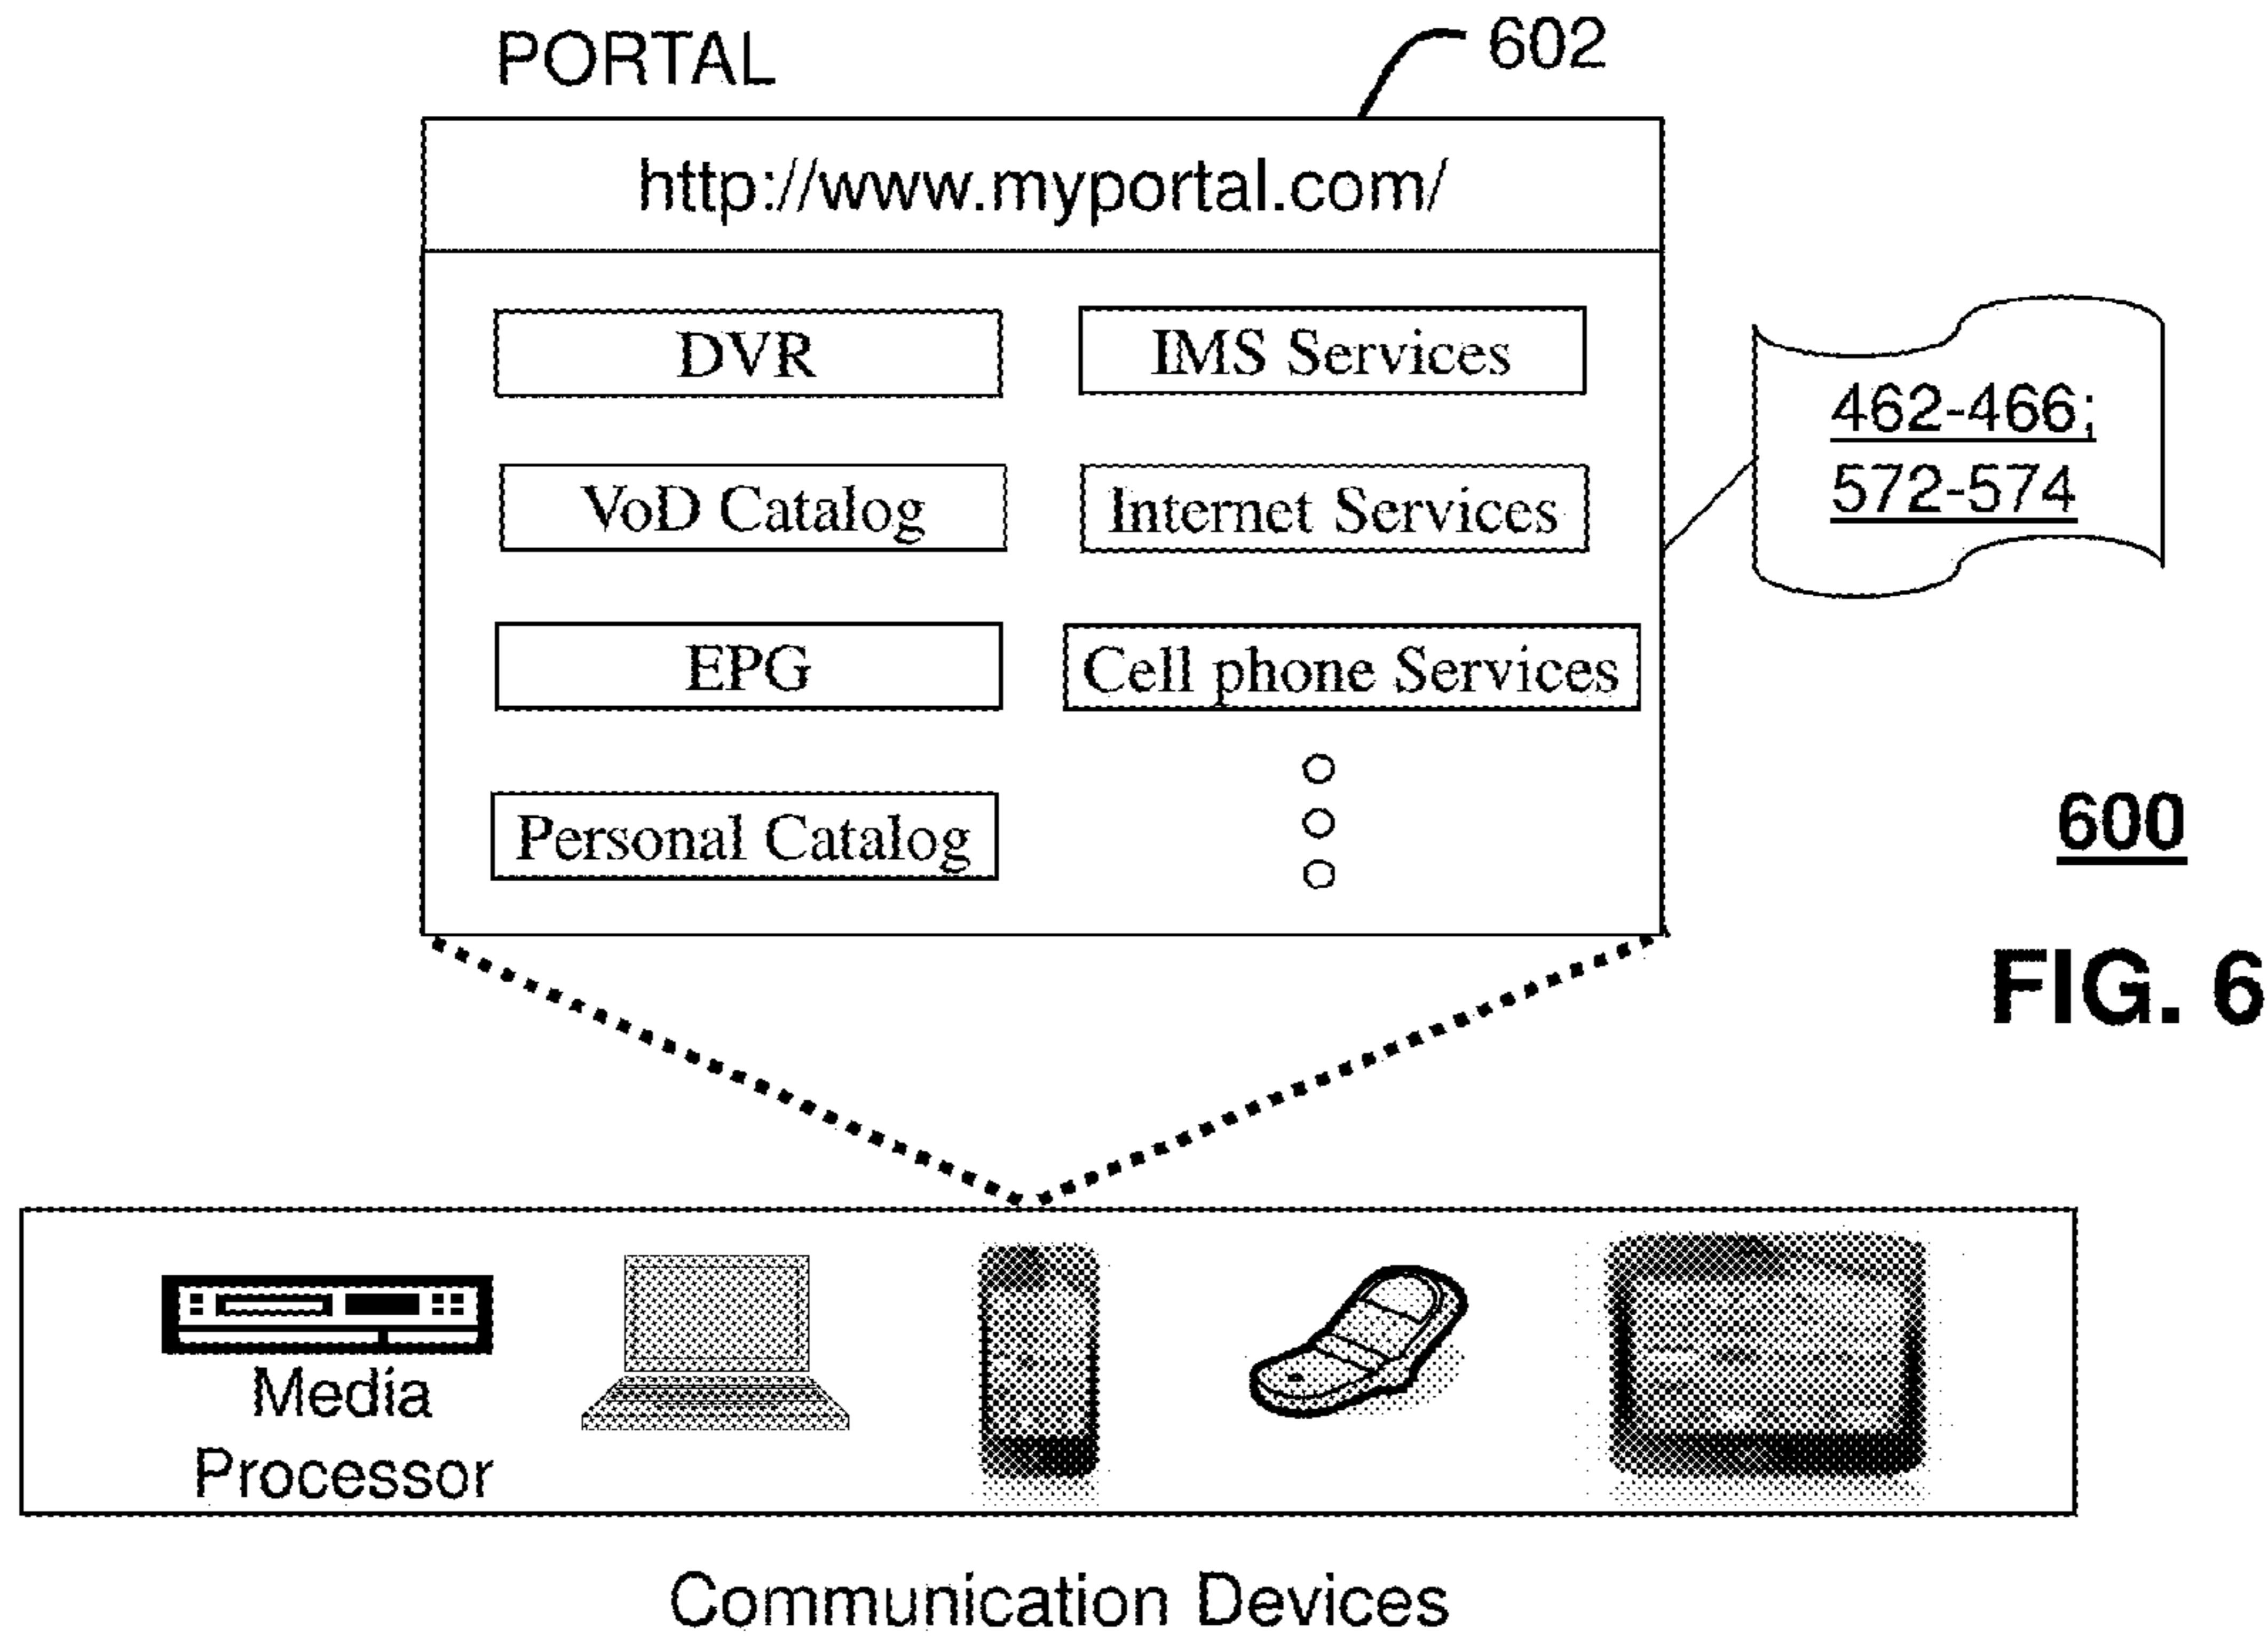 PORTAL
602
http://www.myportal.com/
DVR
IMS Services
VoD Catalog
Internet Services
EPG
Cell phone Services
Personal Catalog
462-466;
572-574
600
FIG. 6
Media
Processor
Communication Devices